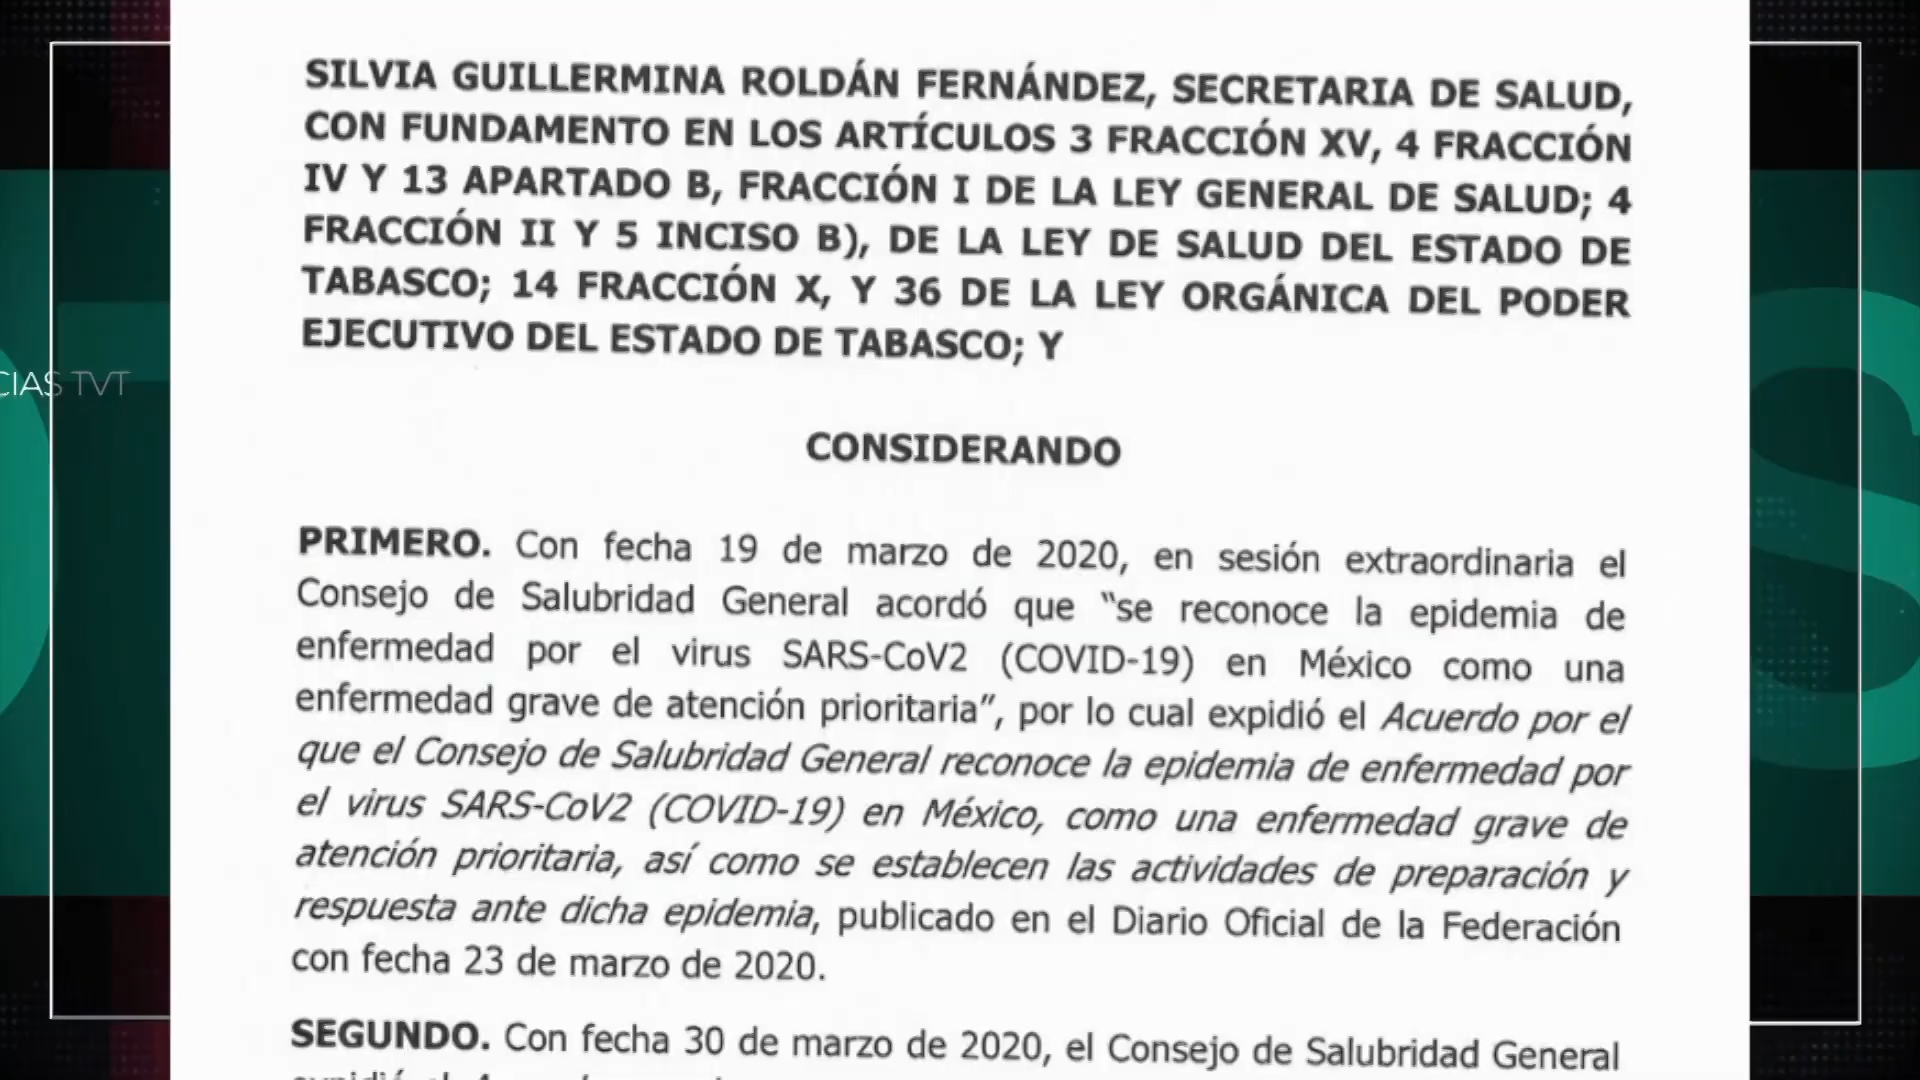 SILVIA GUILLERMINA ROLDÁN FERNÁNDEZ, SECRETARIA DE SALUD,
CON FUNDAMENTO EN LOS ARTÍCULOS 3 FRACCIÓN XV, 4 FRACCIÓN
IV Y 13 APARTADO B, FRACCIÓN I DE LA LEY GENERAL DE SALUD; 4
FRACCIÓN II Y 5 INCISO B), DE LA LEY DE SALUD DEL ESTADO DE
TABASCO; 14 FRACCIÓN X, Y 36 DE LA LEY ORGÁNICA DEL PODER
EJECUTIVO DEL ESTADO DE TABASCO; Y
CIAS TVT
CONSIDERANDO
PRIMERO. Con fecha 19 de marzo de 2020, en sesión extraordinaria el
Consejo de Salubridad General acordó que “se reconoce la epidemia de
enfermedad por el virus SARS-CoV2 (COVID-19) en México como una
enfermedad grave de atención prioritaria”, por lo cual expidió el Acuerdo por el
que el Consejo de Salubridad General reconoce la epidemia de enfermedad por
el virus SARS-CoV2 (COVID-19) en México, como una enfermedad grave de
atención prioritaria, así como se establecen las actividades de preparación y
respuesta ante dicha epidemia, publicado en el Diario Oficial de la Federación
con fecha 23 de marzo de 2020.
SEGUNDO. Con fecha 30 de marzo de 2020, el Consejo de Salubridad General